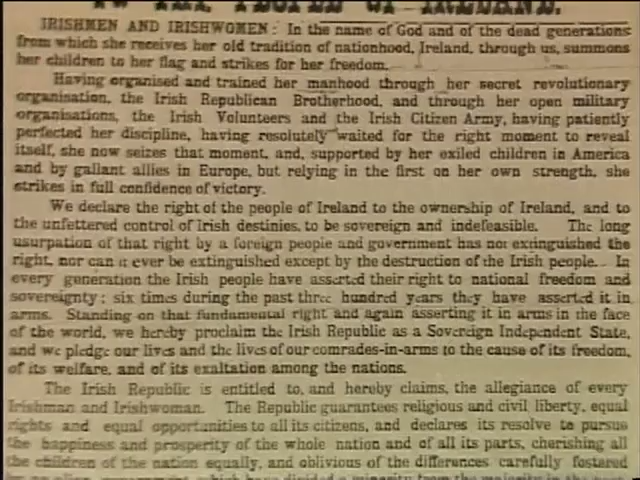 TO THE PEOPLE OF IRELAND.
IRISHMEN AND IRISHWOMEN: In the name of God and of the dead generations
from which she receives her old tradition of nationhood, Ireland, through us, summons
her children to her flag and strikes for her freedom.
Having organised and trained her manhood through her secret revolutionary
organisation, the Irish Republican Brotherhood, and through her open military
organisations, the Irish Volunteers and the Irish Citizen Army, having patiently
perfected her discipline, having resolutely waited for the right moment to reveal
itself, she now seizes that moment, and, supported by her exiled children in America
and by gallant allies in Europe, but relying in the first on her own strength, she
strikes in full confidence of victory.
We declare the right of the people of Ireland to the ownership of Ireland, and to
the unfettered control of Irish destinies, to be sovereign and indefeasible. The long
usurpation of that right by a foreign people and government has not extinguished the
right, nor can it ever be extinguished except by the destruction of the Irish people. In
every generation the Irish people have asserted their right to national freedom and
sovereignty; six times during the past three hundred years they have asserted it in
arms. Standing on that fundamental right and again asserting it in arms in the face
of the world, we hereby proclaim the Irish Republic as a Sovereign Independent State,
and we pledge our lives and the lives of our comrades-in-arms to the cause of its freedom,
of its welfare, and of its exaltation among the nations.
The Irish Republic is entitled to, and hereby claims, the allegiance of every
Irishman and Irishwoman. The Republic guarantees religious and civil liberty, equal
rights and equal opportunities to all its citizens, and declares its resolve to pursue
the happiness and prosperity of the whole nation and of all its parts, cherishing all
the children of the nation equally, and oblivious of the differences carefully fostered